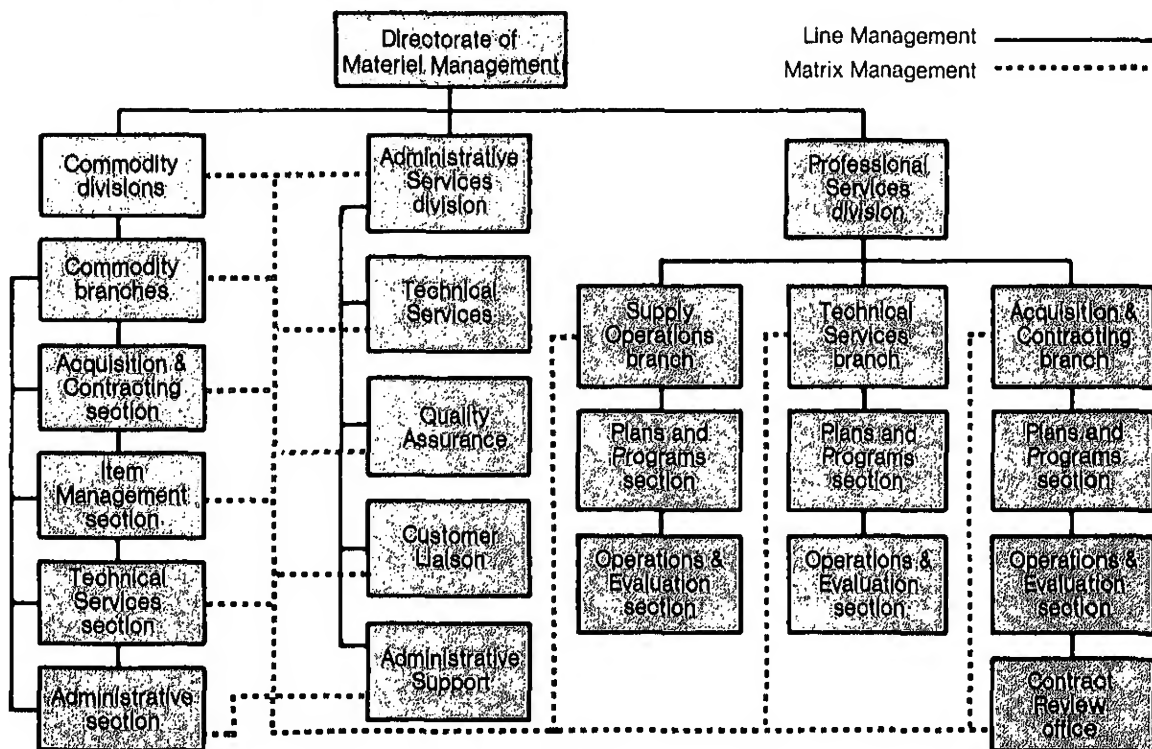 Directorate of
Materiel Management
Line Management
Matrix Management
Commodity
divisions
Administrative
Services
division
Professional
Services
division
Commodity
branches
Technical
Services
Supply
Operations
branch
Technical
Services
branch
Acquisition &
Contracting
branch
Acquisition &
Contracting
section
Quality
Assurance
Plans and
Programs
section
Plans and
Programs
section
Plans and
Programs
section
Item
Management
section
Customer
Liaison
Operations &
Evaluation
section
Operations &
Evaluation
section
Operations &
Evaluation
section
Technical
Services
section
Administrative
Support
Administrative
section
Contract
Review
office